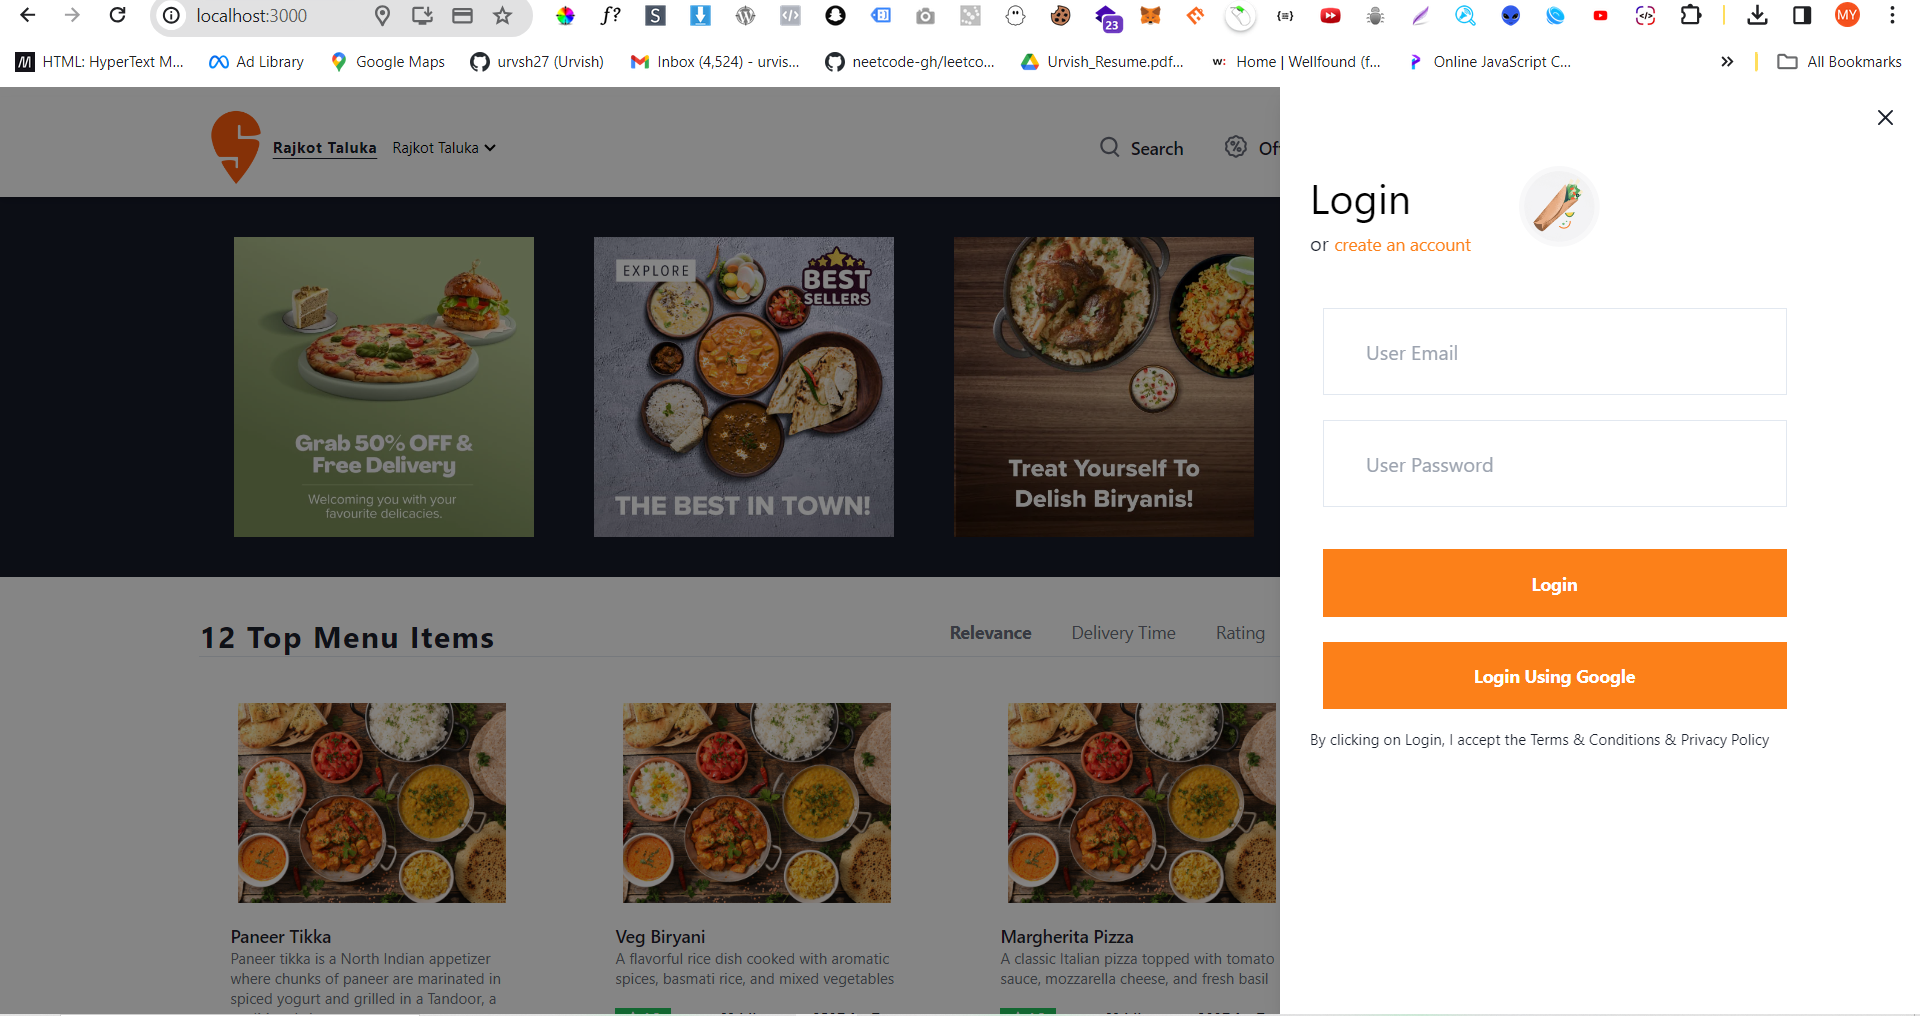 localhost:3000
f?
S
23
MY
HTML: HyperText M...
Ad Library
Google Maps
urvsh27 (Urvish)
Inbox (4,524) - urvis...
neetcode-gh/leetco...
Urvish_Resume.pdf...
Home | Wellfound (f...
Online JavaScript C...
All Bookmarks
Rajkot Taluka
Rajkot Taluka
Search
Of
Login
or create an account
User Email
User Password
Login
Login Using Google
By clicking on Login, I accept the Terms & Conditions & Privacy Policy
Grab 50% OFF &
Free Delivery
Welcoming you with your
favourite delicacies.
EXPLORE
BEST
SELLERS
THE BEST IN TOWN!
Treat Yourself To
Delish Biryanis!
12 Top Menu Items
Relevance
Delivery Time
Rating
Paneer Tikka
Paneer tikka is a North Indian appetizer
where chunks of paneer are marinated in
spiced yogurt and grilled in a Tandoor, a
Veg Biryani
A flavorful rice dish cooked with aromatic
spices, basmati rice, and mixed vegetables
Margherita Pizza
A classic Italian pizza topped with tomato
sauce, mozzarella cheese, and fresh basil